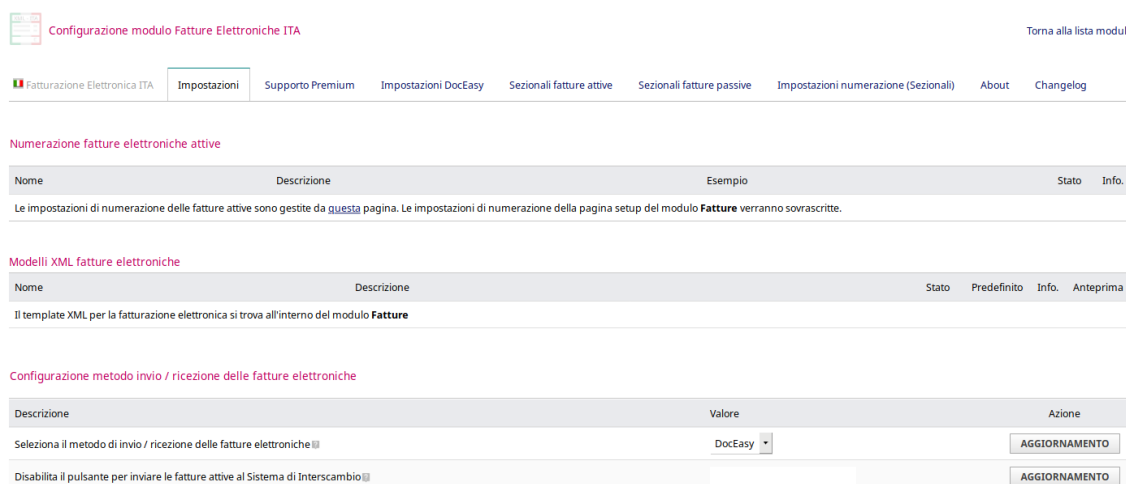 Configurazione modulo Fatture Elettroniche ITA
Torna alla lista modul
Fatturazione Elettronica ITA Impostazioni Supporto Premium Impostazioni DocEasy Sezionali fatture attive Sezionali fatture passive Impostazioni numerazione (Sezionali) About Changelog
Numerazione fatture elettroniche attive
Nome Descrizione Esempio Stato Info.
Le impostazioni di numerazione delle fatture attive sono gestite da questa pagina. Le impostazioni di numerazione della pagina setup del modulo Fatture verranno sovrascritte.
Modelli XML fatture elettroniche
Nome Descrizione Stato Predefinito Info. Anteprima
Il template XML per la fatturazione elettronica si trova all'interno del modulo Fatture
Configurazione metodo invio / ricezione delle fatture elettroniche
Descrizione Valore Azione
Seleziona il metodo di invio / ricezione delle fatture elettroniche DocEasy AGGIORNAMENTO
Disabilita il pulsante per inviare le fatture attive al Sistema di Interscambio AGGIORNAMENTO